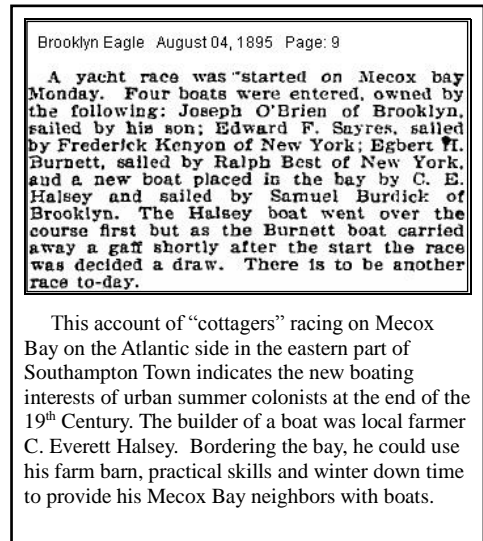 Brooklyn Eagle August 04, 1895 Page: 9
A yacht race was started on Mecox bay
Monday. Four boats were entered, owned by
the following: Joseph O'Brien of Brooklyn,
sailed by his son; Edward F. Sayres, sailed
by Frederick Kenyon of New York; Egbert H.
Burnett, sailed by Ralph Best of New York,
and a new boat placed in the bay by C. E.
Halsey and sailed by Samuel Burdick of
Brooklyn. The Halsey boat went over the
course first but as the Burnett boat carried
away a gaff shortly after the start the race
was decided a draw. There is to be another
race to-day.
This account of “cottagers” racing on Mecox
Bay on the Atlantic side in the eastern part of
Southampton Town indicates the new boating
interests of urban summer colonists at the end of the
19th Century. The builder of a boat was local farmer
C. Everett Halsey. Bordering the bay, he could use
his farm barn, practical skills and winter down time
to provide his Mecox Bay neighbors with boats.